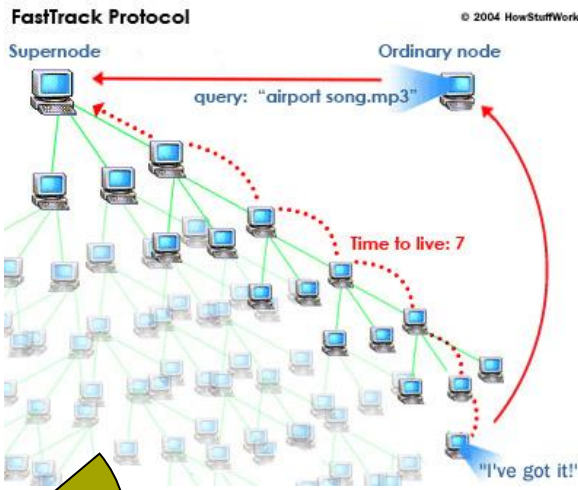 FastTrack Protocol
© 2004 HowStuffWork
Supernode
Ordinary node
query: "airport song.mp3"
Time to live: 7
"I've got it!"